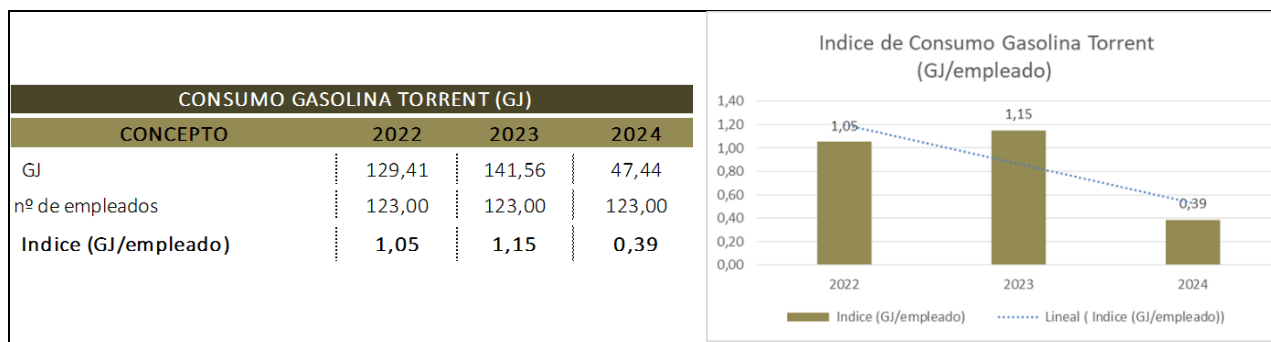 CONSUMO GASOLINA TORRENT (GJ)
CONCEPTO 2022 2023 2024
GJ 129,41 141,56 47,44
nº de empleados 123,00 123,00 123,00
Indice (GJ/empleado) 1,05 1,15 0,39
Indice de Consumo Gasolina Torrent
(GJ/empleado)
1,40
1,20
1,00
0,80
0,60
0,40
0,20
0,00
1,05
1,15
0,39
2022 2023 2024
Indice (GJ/empleado) Lineal ( Indice (GJ/empleado))